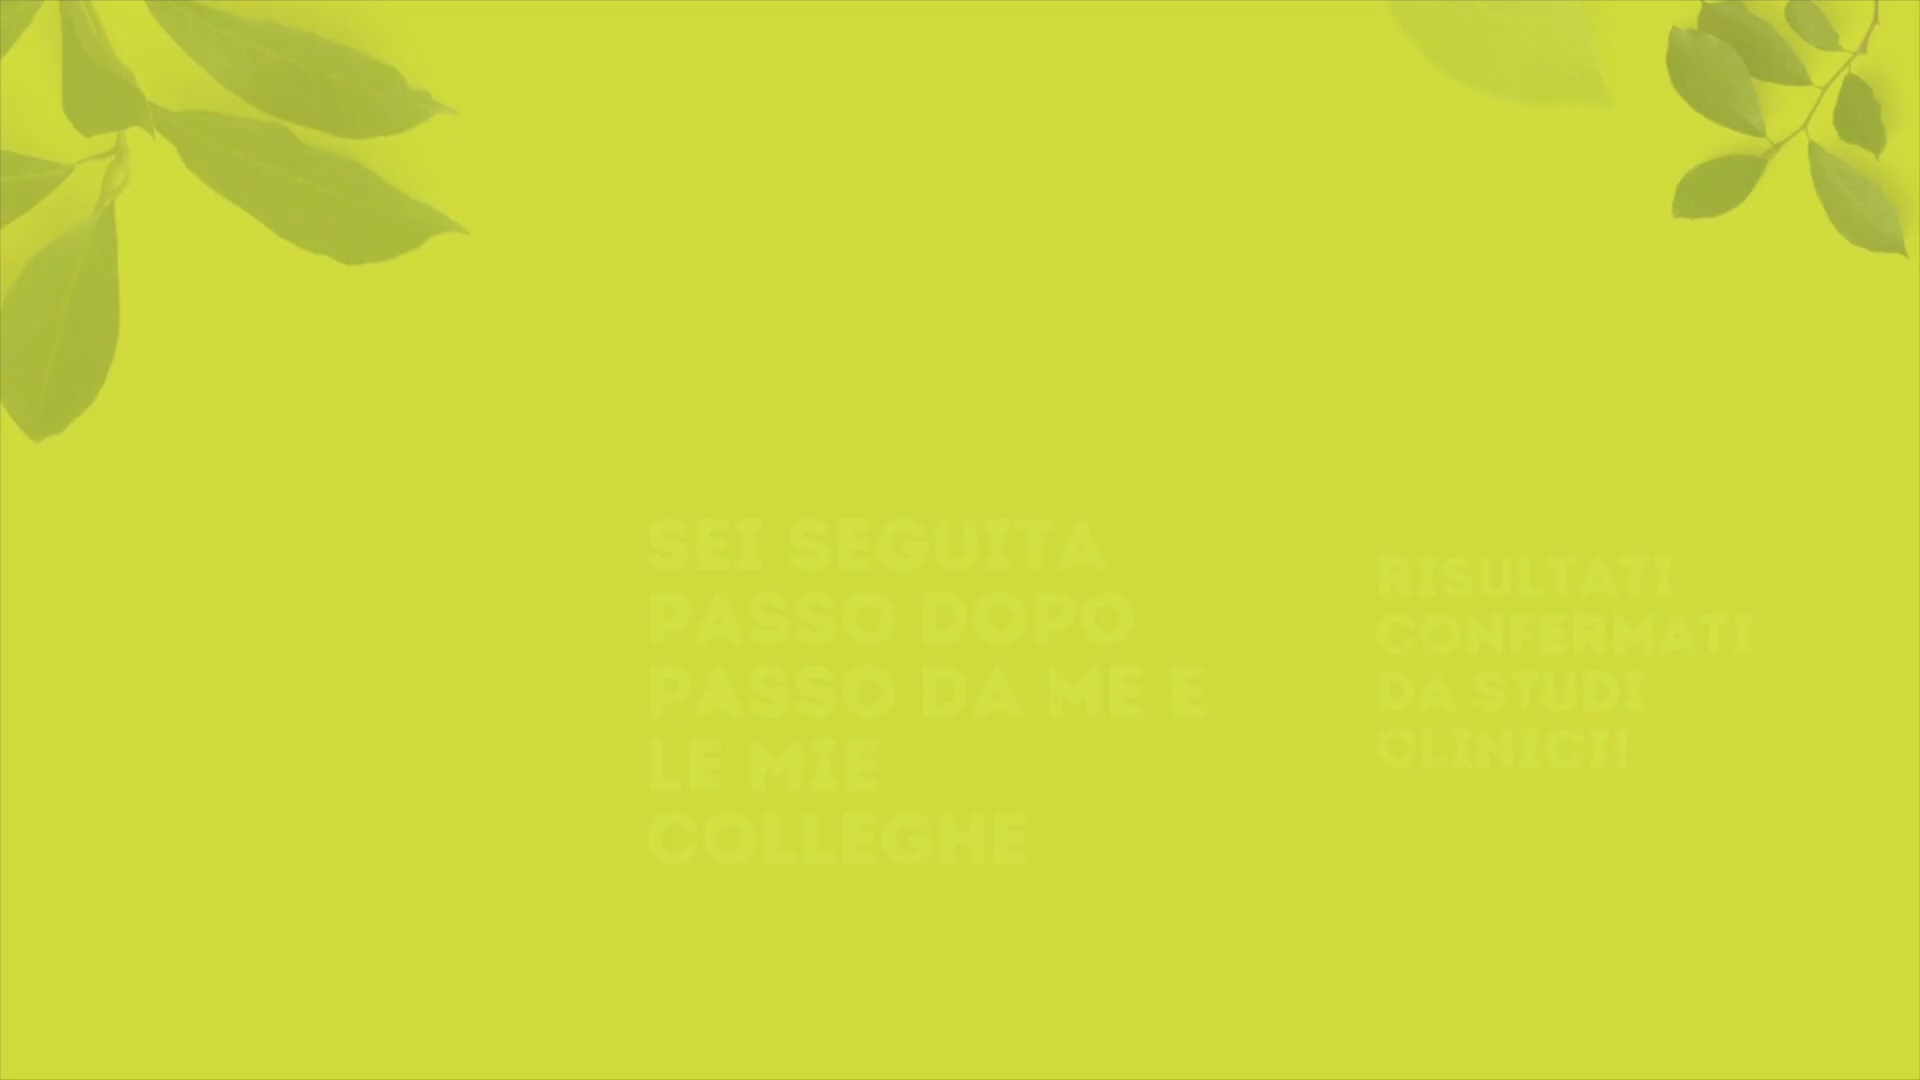 SEI SEGUITA
PASSO DOPO
PASSO DA ME E
LE MIE
COLLEGHE
RISULTATI
CONFERMATI
DA STUDI
CLINICI!